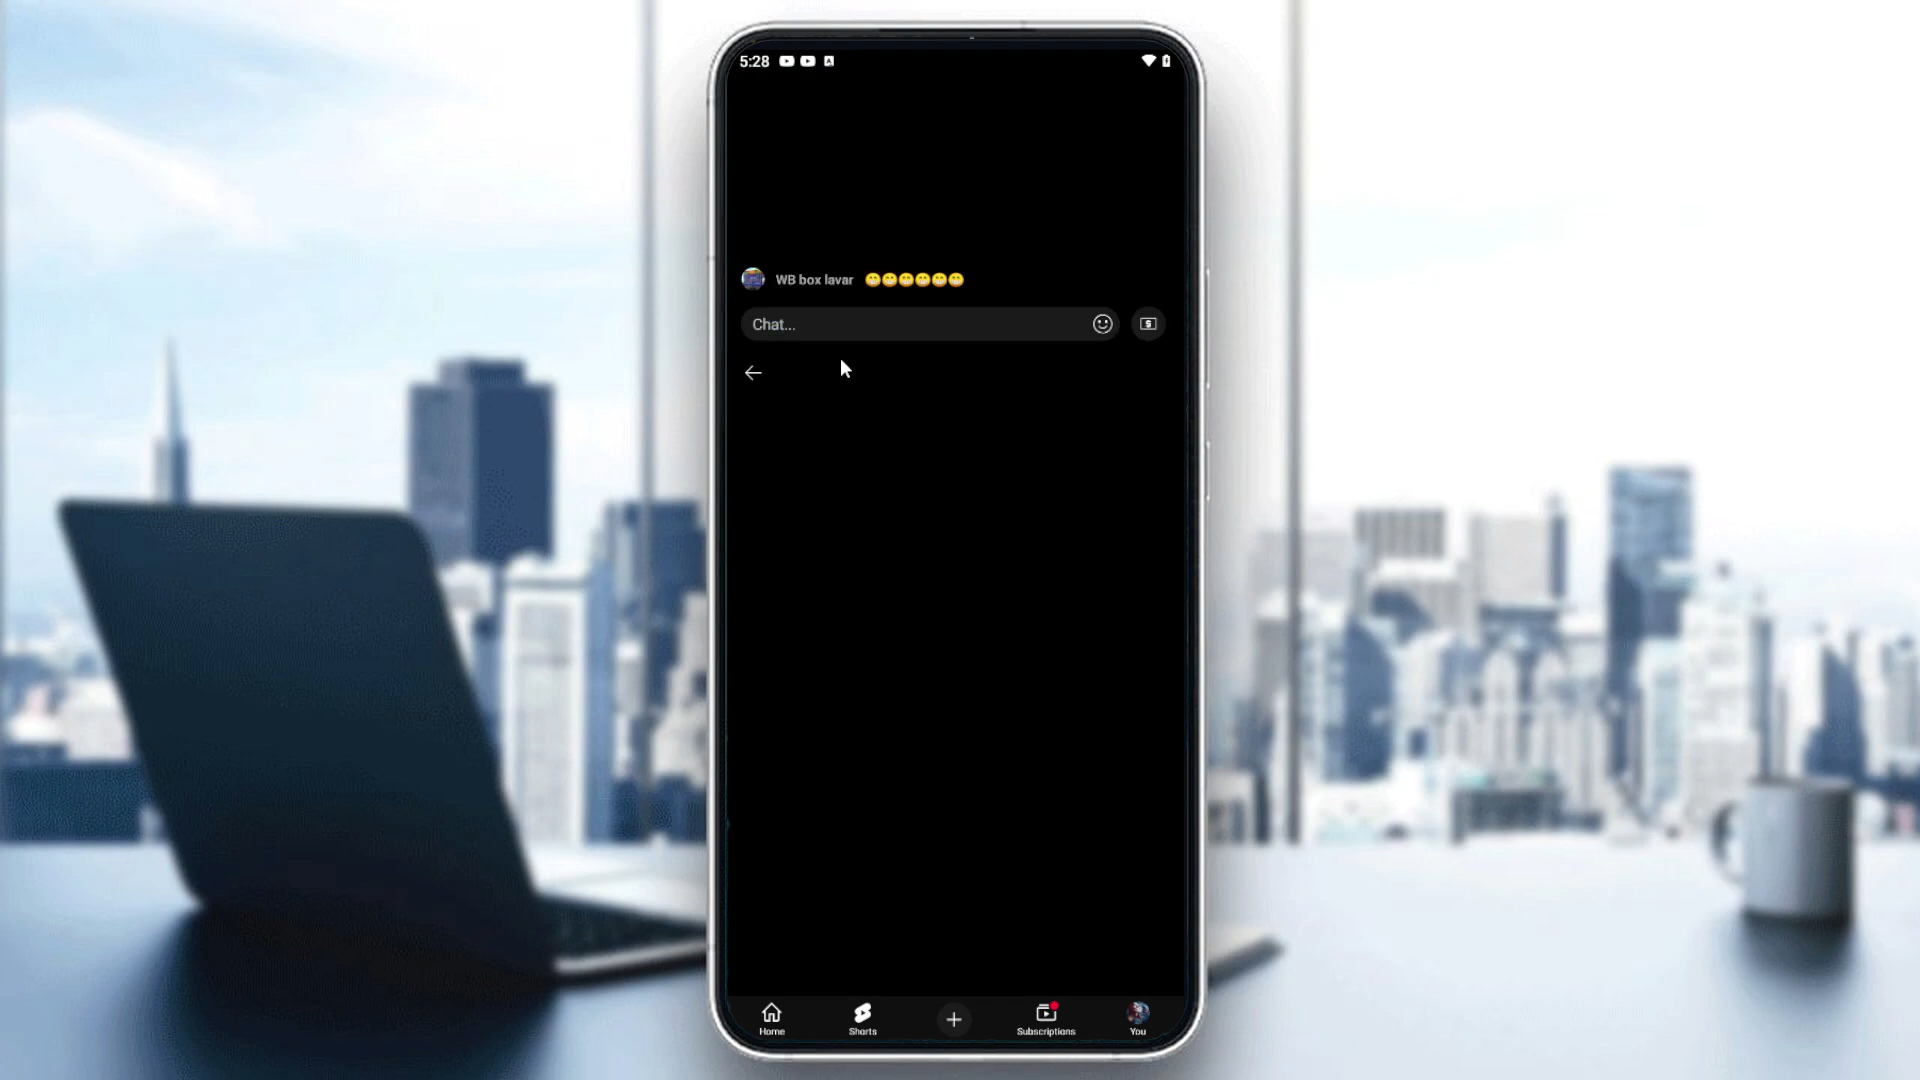 5:28
WB box lavar 😁😁😁😁😁😁
Chat...
Home
Shorts
Subscriptions
You